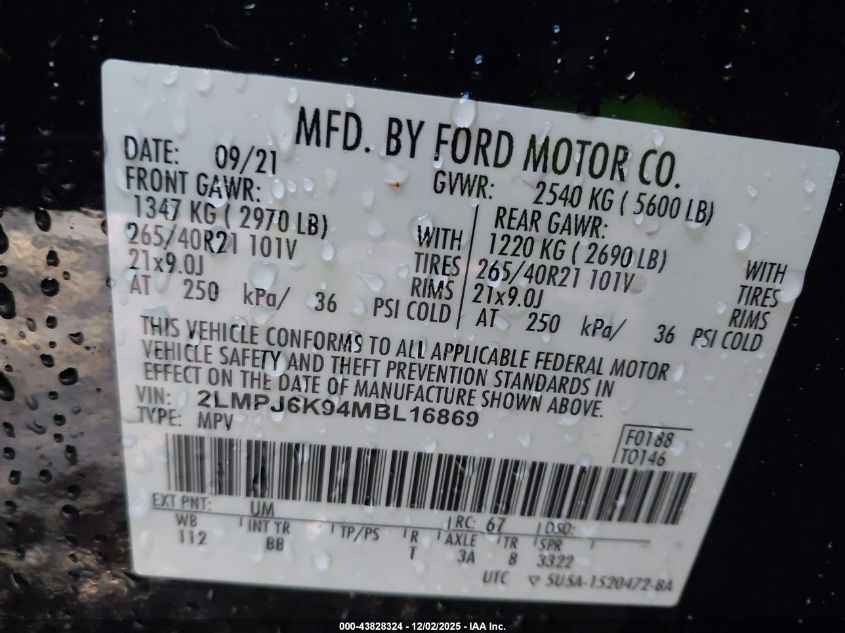 MFD. BY FORD MOTOR CO.
DATE: 09/21 GVWR: 2540 KG ( 5600 LB)
FRONT GAWR: REAR GAWR:
1347 KG ( 2970 LB) WITH 1220 KG ( 2690 LB) WITH
265/40R21 101V TIRES 265/40R21 101V TIRES
21x9.0J RIMS 21x9.0J RIMS
AT 250 kPa/ 36 PSI COLD AT 250 kPa/ 36 PSI COLD
THIS VEHICLE CONFORMS TO ALL APPLICABLE FEDERAL MOTOR
VEHICLE SAFETY AND THEFT PREVENTION STANDARDS IN
EFFECT ON THE DATE OF MANUFACTURE SHOWN ABOVE.
VIN: 2LMPJ6K94MBL16869
TYPE: MPV
F0188
T0146
EXT PNT: UM RC: 67 DSO:
WB INT TR TP/PS R AXLE TR SPR
112 BB T 3A 8 3322
UTC ▽ 5U5A-1520472-BA
000-43828324 • 12/02/2025 • IAA Inc.